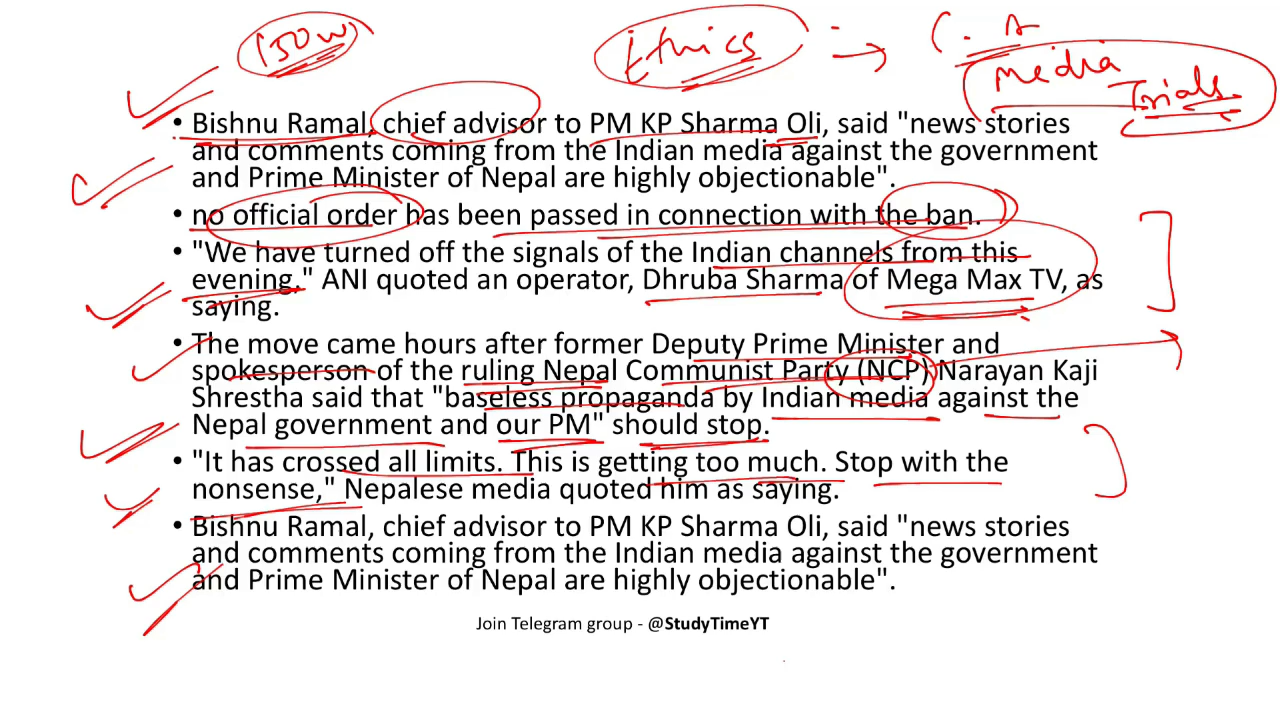 (150 w)
Ethics → C. A
Media
Trials
• Bishnu Ramal, chief advisor to PM KP Sharma Oli, said "news stories
and comments coming from the Indian media against the government
and Prime Minister of Nepal are highly objectionable".
• no official order has been passed in connection with the ban.
• "We have turned off the signals of the Indian channels from this
evening," ANI quoted an operator, Dhruba Sharma of Mega Max TV, as
saying.
• The move came hours after former Deputy Prime Minister and
spokesperson of the ruling Nepal Communist Party (NCP) Narayan Kaji
Shrestha said that "baseless propaganda by Indian media against the
Nepal government and our PM" should stop.
• "It has crossed all limits. This is getting too much. Stop with the
nonsense," Nepalese media quoted him as saying.
• Bishnu Ramal, chief advisor to PM KP Sharma Oli, said "news stories
and comments coming from the Indian media against the government
and Prime Minister of Nepal are highly objectionable".
Join Telegram group - @StudyTimeYT